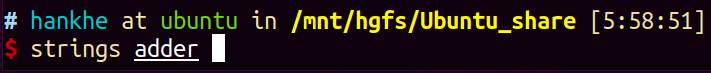 # hankhe at ubuntu in /mnt/hgfs/Ubuntu_share [5:58:51]
$ strings adder